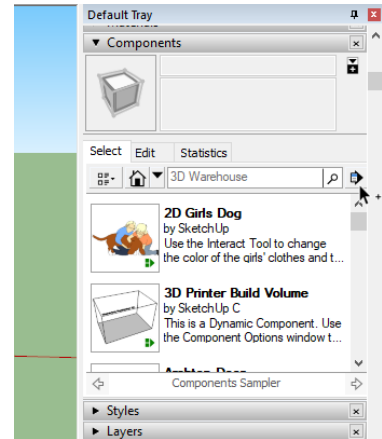 Default Tray
Components
Select Edit Statistics
3D Warehouse
2D Girls Dog
by SketchUp
Use the Interact Tool to change
the color of the girls' clothes and t...
3D Printer Build Volume
by SketchUp C
This is a Dynamic Component. Use
the Component Options window t...
Components Sampler
Styles
Layers